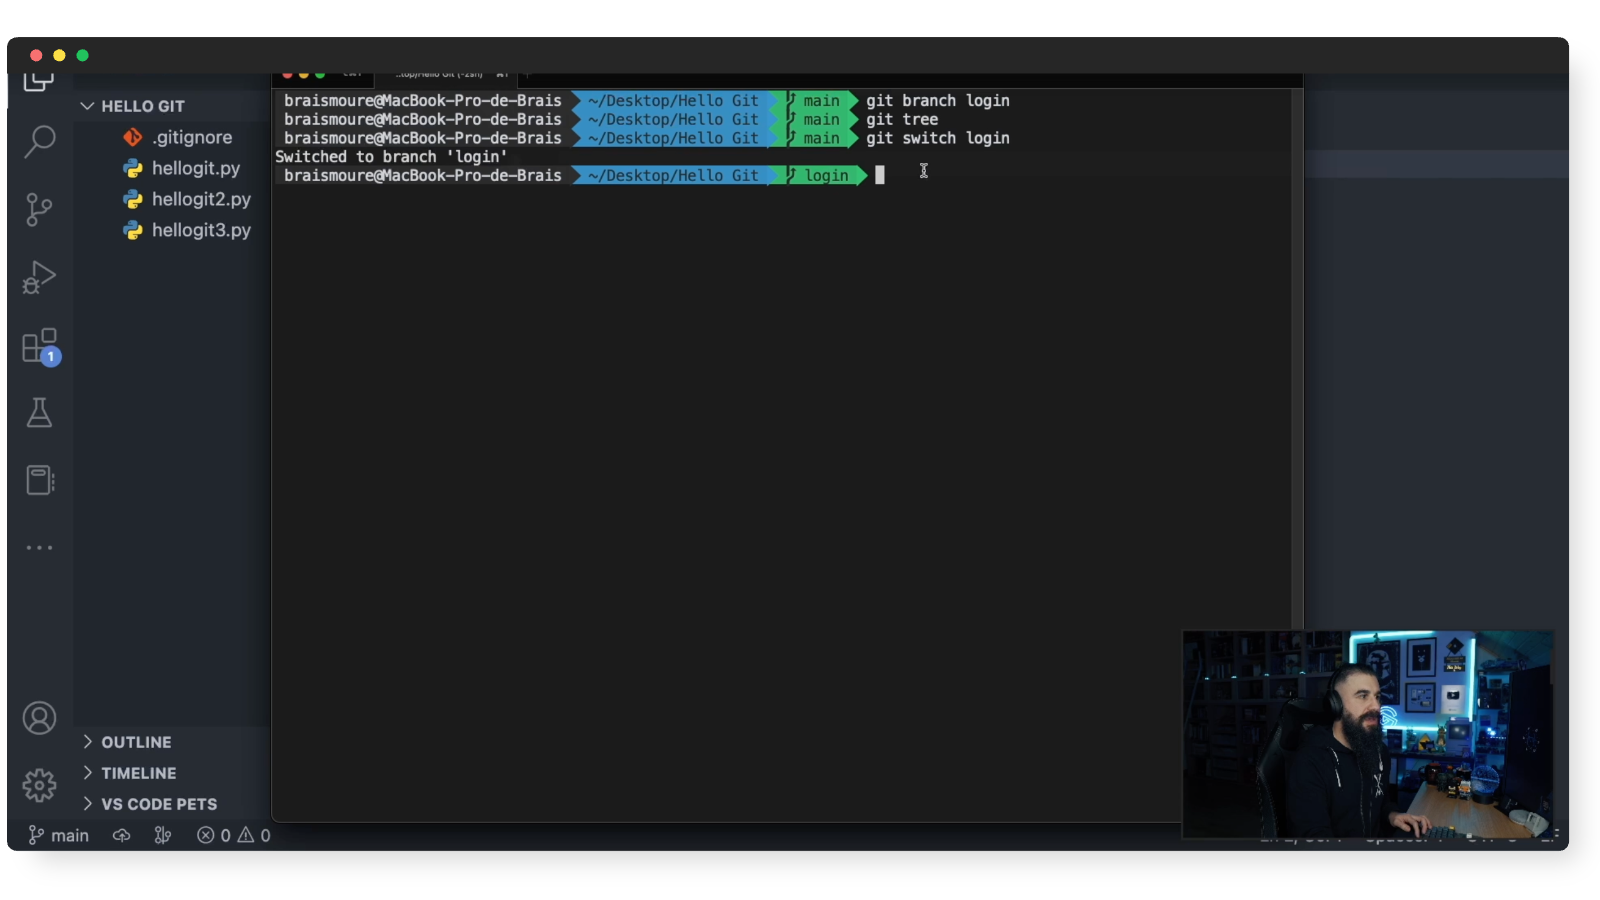 ..top/Hello Git (-zsh)
HELLO GIT
.gitignore
hellogit.py
hellogit2.py
hellogit3.py
braismoure@MacBook-Pro-de-Brais ~/Desktop/Hello Git main git branch login
braismoure@MacBook-Pro-de-Brais ~/Desktop/Hello Git main git tree
braismoure@MacBook-Pro-de-Brais ~/Desktop/Hello Git main git switch login
Switched to branch 'login'
braismoure@MacBook-Pro-de-Brais ~/Desktop/Hello Git login
1
OUTLINE
TIMELINE
VS CODE PETS
main 0 0